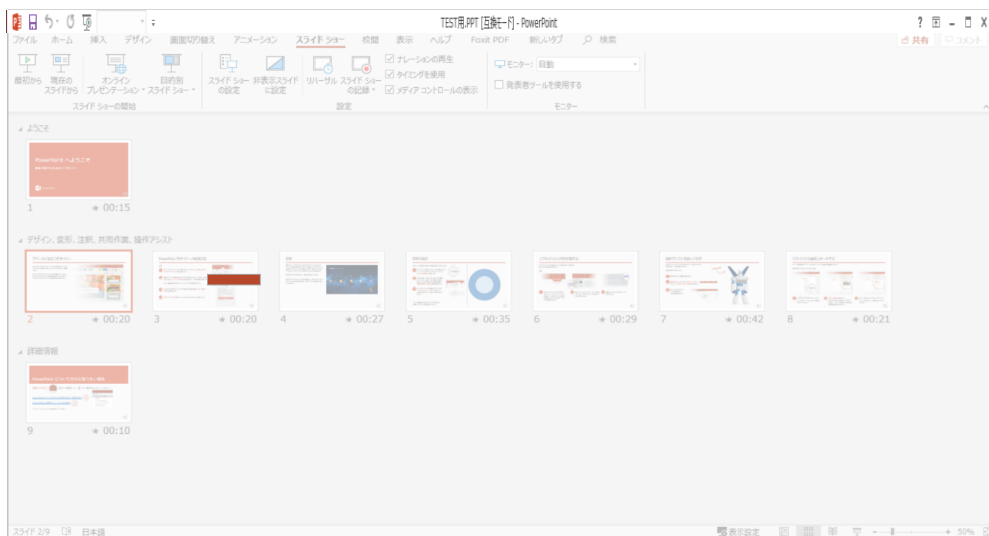 TEST用.PPT [互換モード] - PowerPoint
ファイル ホーム 挿入 デザイン 画面切り替え アニメーション スライド ショー 校閲 表示 ヘルプ Foxit PDF 新しいタブ 検索 共有 コメント
最初から 現在のスライドから オンライン プレゼンテーション 目的別 スライド ショー スライド ショーの設定 非表示スライドに設定 リハーサル スライド ショーの記録
ナレーションの再生
タイミングを使用
メディア コントロールの表示
モニター: 自動
発表者ツールを使用する
スライド ショーの開始 設定 モニター
ようこそ
PowerPoint へようこそ
1 00:15
デザイン、変形、注釈、共同作業、操作アシスト
2 00:20 3 00:20 4 00:27 5 00:35 6 00:29 7 00:42 8 00:21
詳細情報
9 00:10
スライド 2/9 日本語 表示設定 50%